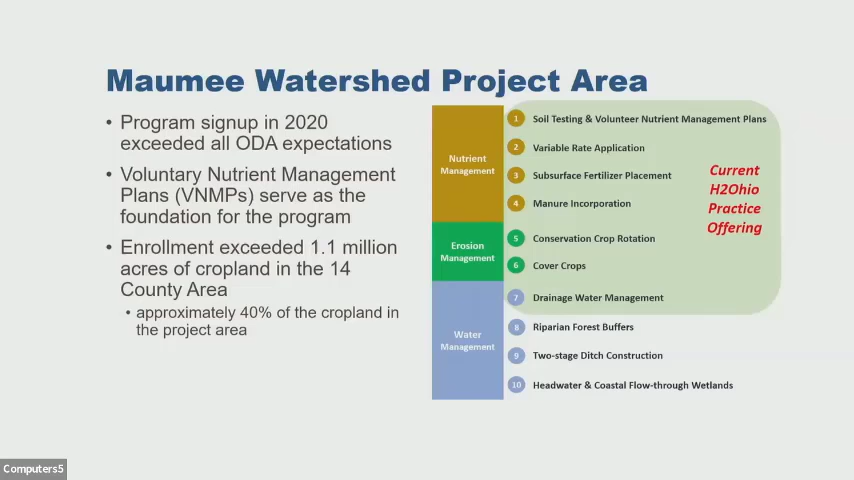 Maumee Watershed Project Area
• Program signup in 2020
exceeded all ODA expectations
• Voluntary Nutrient Management
Plans (VNMPs) serve as the
foundation for the program
• Enrollment exceeded 1.1 million
acres of cropland in the 14
County Area
• approximately 40% of the cropland in
the project area
Nutrient
Management
1 Soil Testing & Volunteer Nutrient Management Plans
2 Variable Rate Application
3 Subsurface Fertilizer Placement
4 Manure Incorporation
Erosion
Management
5 Conservation Crop Rotation
6 Cover Crops
Water
Management
7 Drainage Water Management
8 Riparian Forest Buffers
9 Two-stage Ditch Construction
10 Headwater & Coastal Flow-through Wetlands
Current
H2Ohio
Practice
Offering
Computers5